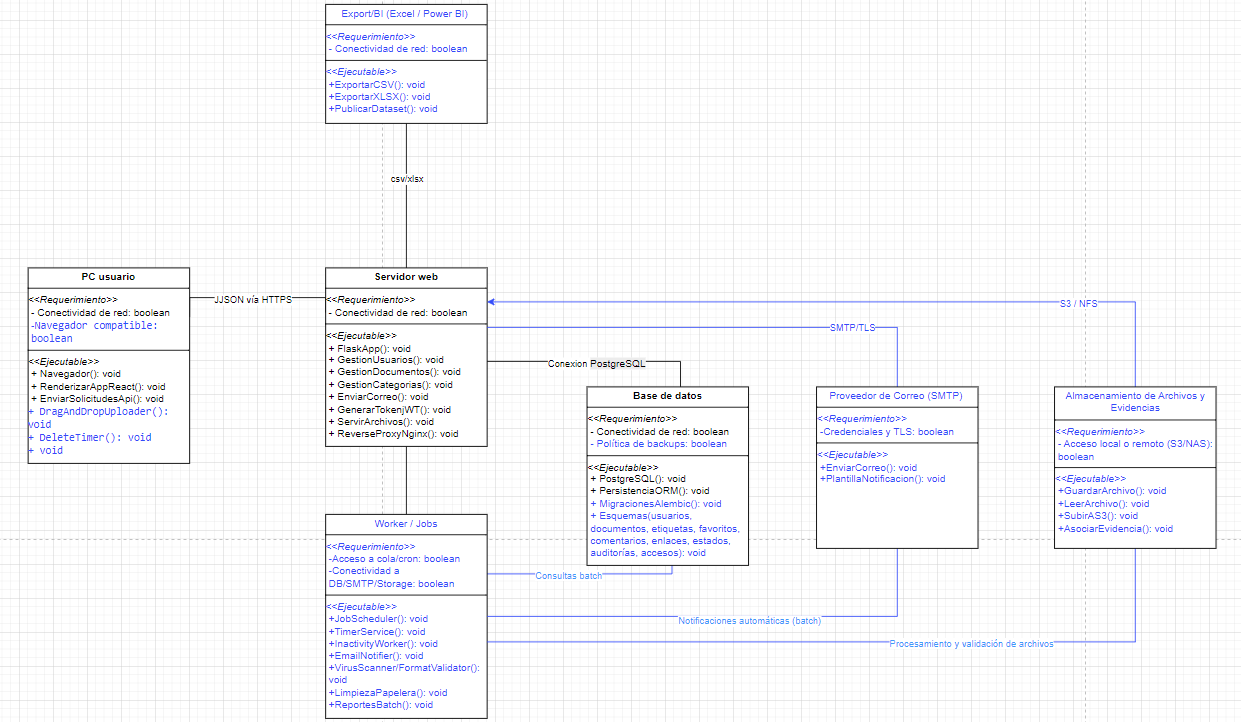 Export/BI (Excel / Power BI)
<<Requerimiento>>
- Conectividad de red: boolean
<<Ejecutable>>
+ExportarCSV(): void
+ExportarXLSX(): void
+PublicarDataset(): void
csv/xlsx
PC usuario
<<Requerimiento>>
- Conectividad de red: boolean
-Navegador compatible:
boolean
<<Ejecutable>>
+ Navegador(): void
+ RenderizarAppReact(): void
+ EnviarSolicitudesApi(): void
+ DragAndDropUploader():
void
+ DeleteTimer(): void
+ void
JJSON vía HTTPS
Servidor web
<<Requerimiento>>
- Conectividad de red: boolean
<<Ejecutable>>
+ FlaskApp(): void
+ GestionUsuarios(): void
+ GestionDocumentos(): void
+ GestionCategorias(): void
+ EnviarCorreo(): void
+ GenerarTokenjWT(): void
+ ServirArchivos(): void
+ ReverseProxyNginx(): void
S3 / NFS
SMTP/TLS
Conexion PostgreSQL
Base de datos
<<Requerimiento>>
- Conectividad de red: boolean
- Política de backups: boolean
<<Ejecutable>>
+ PostgreSQL(): void
+ PersistenciaORM(): void
+ MigracionesAlembic(): void
+ Esquemas(usuarios,
documentos, etiquetas, favoritos,
comentarios, enlaces, estados,
auditorías, accesos): void
Proveedor de Correo (SMTP)
<<Requerimiento>>
-Credenciales y TLS: boolean
<<Ejecutable>>
+EnviarCorreo(): void
+PlantillaNotificacion(): void
Almacenamiento de Archivos y
Evidencias
<<Requerimiento>>
- Acceso local o remoto (S3/NAS):
boolean
<<Ejecutable>>
+GuardarArchivo(): void
+LeerArchivo(): void
+SubirAS3(): void
+AsociarEvidencia(): void
Worker / Jobs
<<Requerimiento>>
-Acceso a cola/cron: boolean
-Conectividad a
DB/SMTP/Storage: boolean
<<Ejecutable>>
+JobScheduler(): void
+TimerService(): void
+InactivityWorker(): void
+EmailNotifier(): void
+VirusScanner/FormatValidator():
void
+LimpiezaPapelera(): void
+ReportesBatch(): void
Consultas batch
Notificaciones automáticas (batch)
Procesamiento y validación de archivos